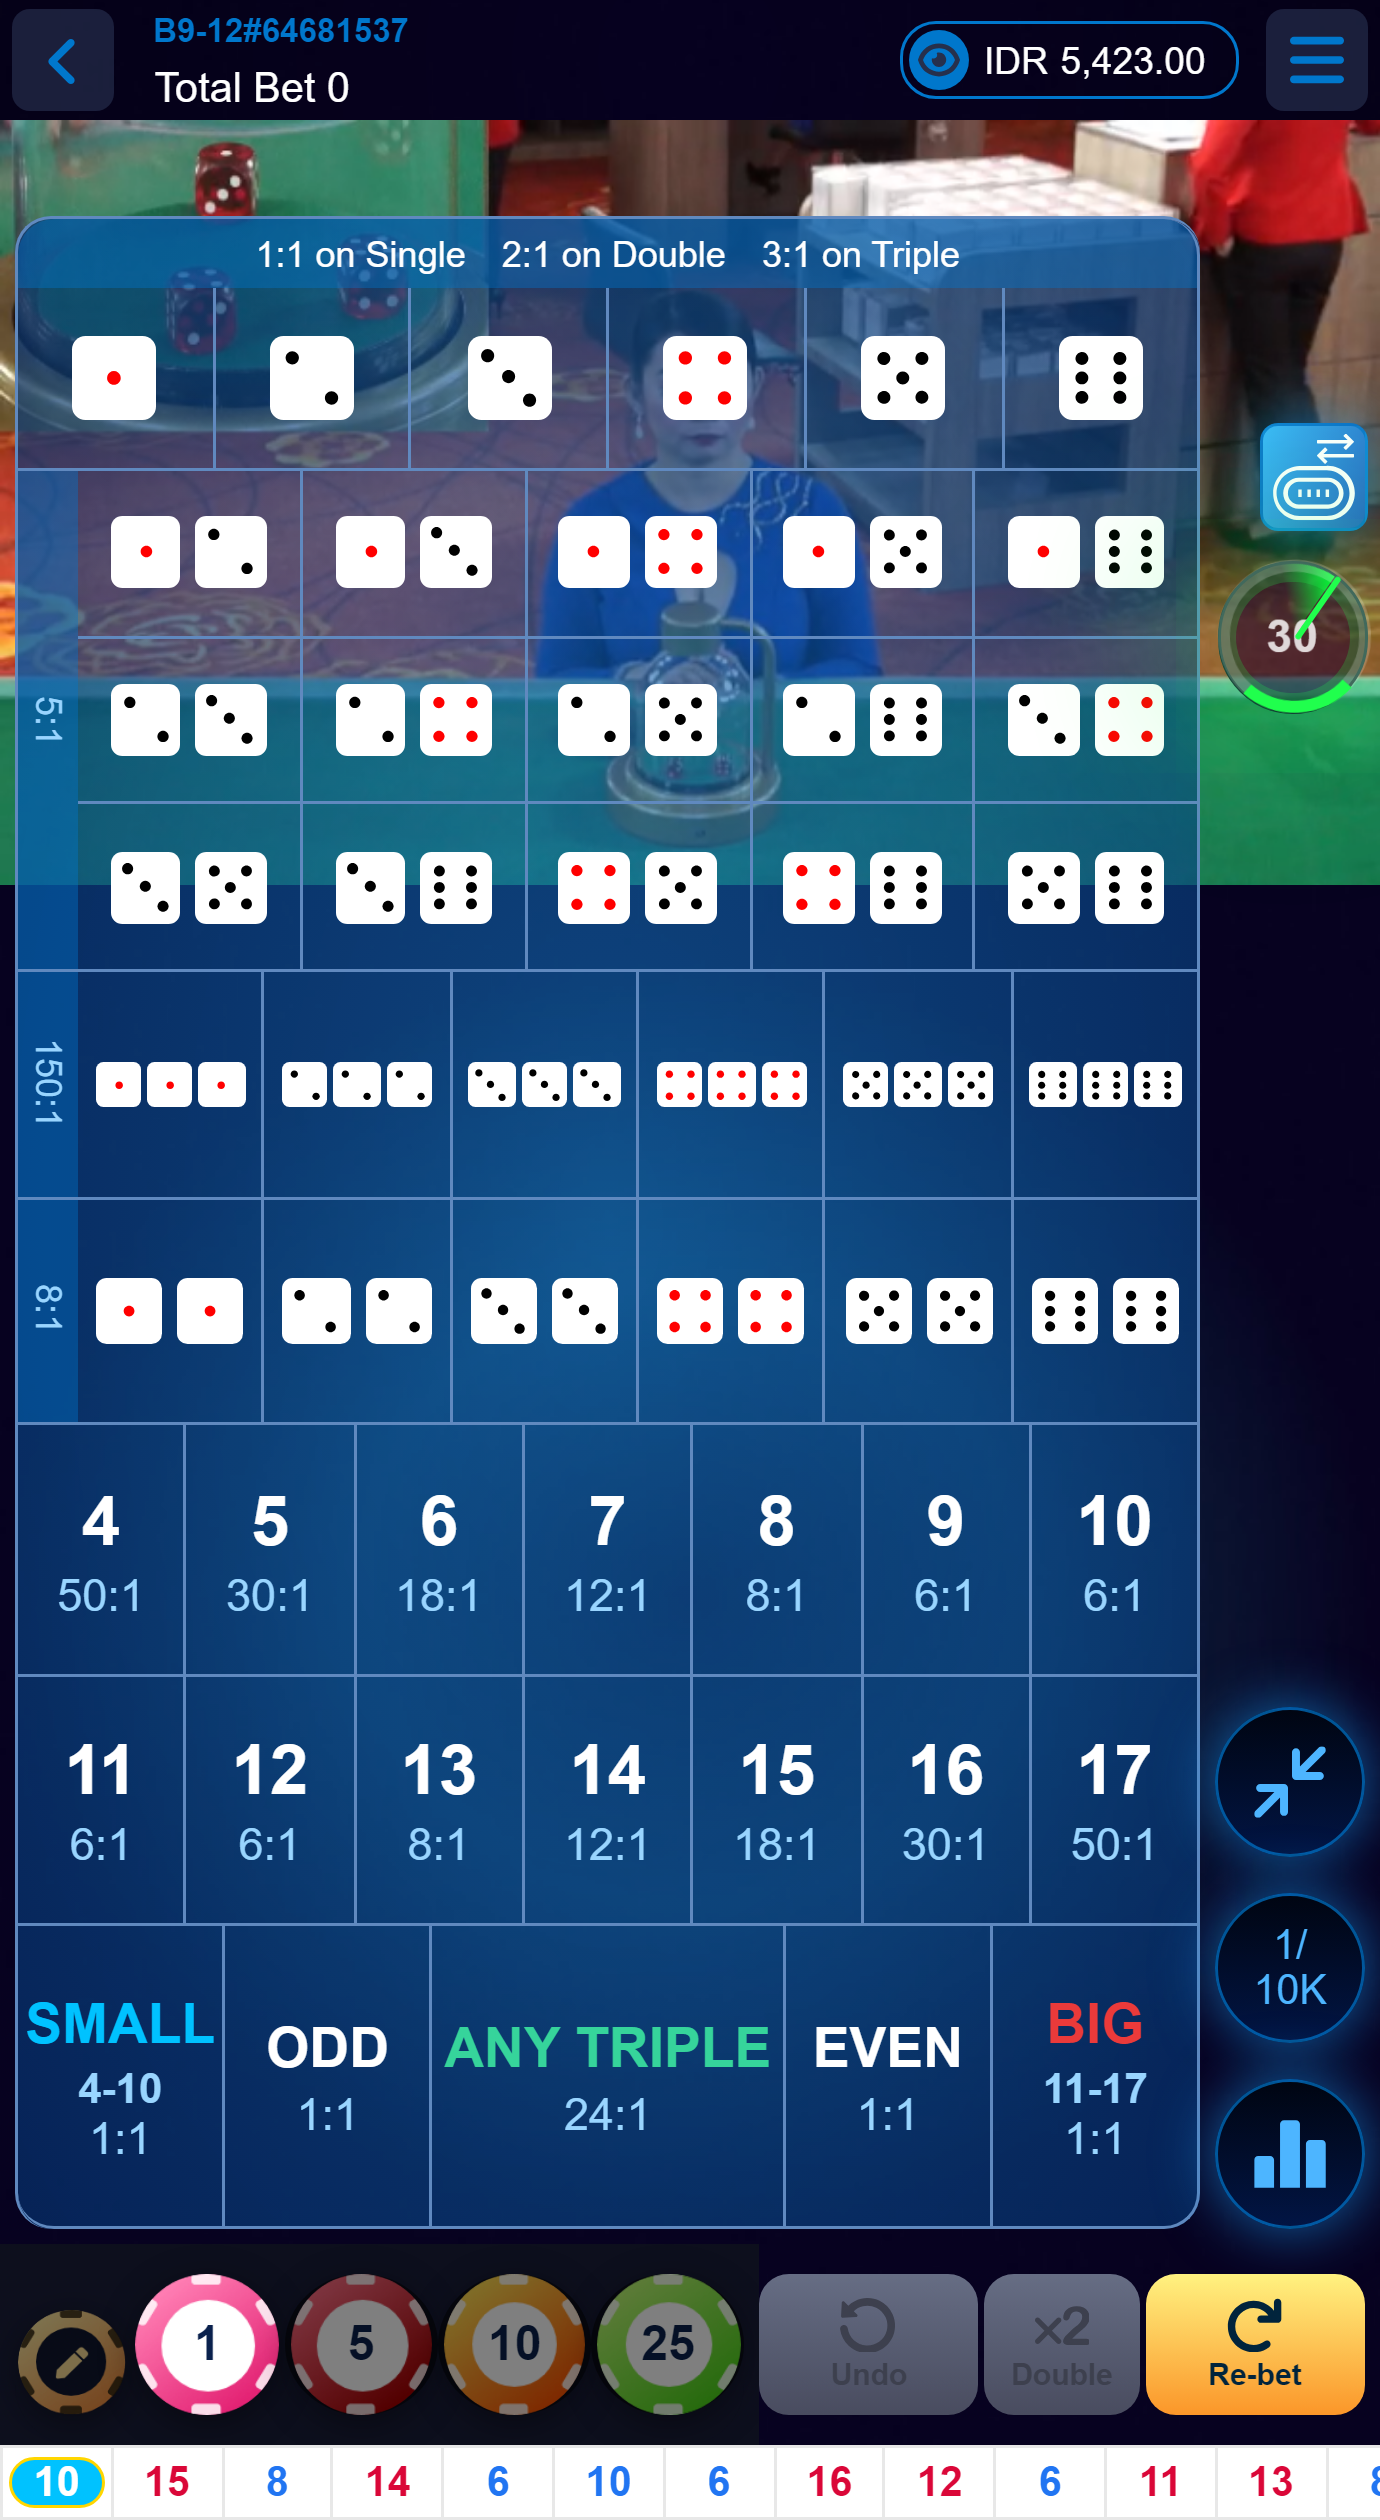 B9-12#64681537
Total Bet 0
IDR 5,423.00
1:1 on Single 2:1 on Double 3:1 on Triple
30
5:1
150:1
8:1
4 5 6 7 8 9 10
50:1 30:1 18:1 12:1 8:1 6:1 6:1
11 12 13 14 15 16 17
6:1 6:1 8:1 12:1 18:1 30:1 50:1
1/
10K
SMALL
4-10
1:1
ODD
1:1
ANY TRIPLE
24:1
EVEN
1:1
BIG
11-17
1:1
1 5 10 25
Undo
x2
Double
Re-bet
10 15 8 14 6 10 6 16 12 6 11 13